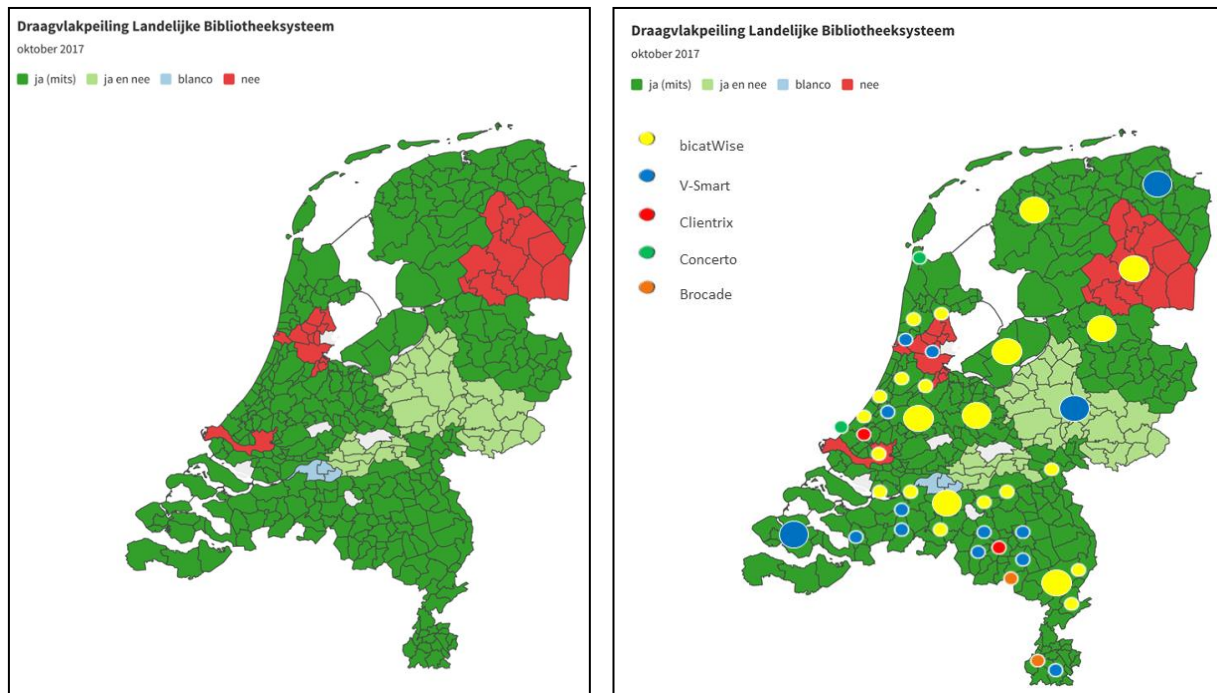 Draagvlakpeiling Landelijke Bibliotheeksysteem
oktober 2017
ja (mits) ja en nee blanco nee
Draagvlakpeiling Landelijke Bibliotheeksysteem
oktober 2017
ja (mits) ja en nee blanco nee
bicatWise
V-Smart
Clientrix
Concerto
Brocade